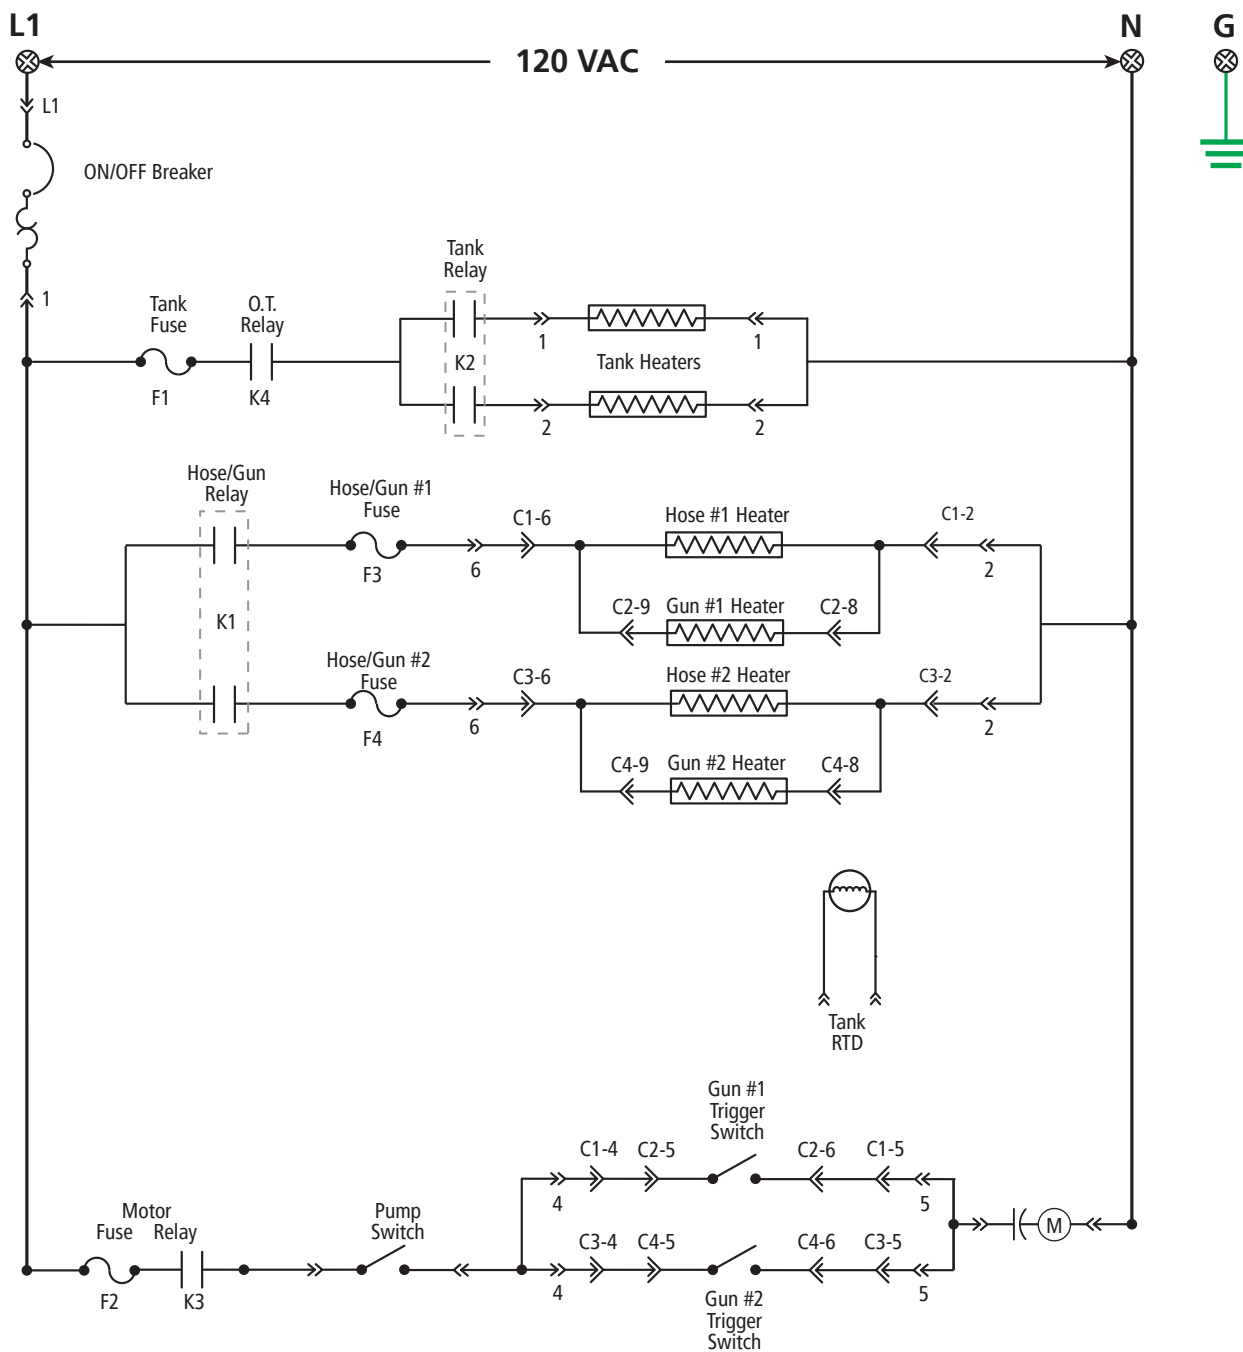 L1
N
G
120 VAC
L1
ON/OFF Breaker
1
Tank
Fuse
O.T.
Relay
Tank
Relay
F1
K4
K2
1
Tank Heaters
1
2
2
Hose/Gun
Relay
Hose/Gun #1
Fuse
C1-6
Hose #1 Heater
C1-2
F3
6
2
K1
C2-9
Gun #1 Heater
C2-8
Hose/Gun #2
Fuse
C3-6
Hose #2 Heater
C3-2
F4
6
2
C4-9
Gun #2 Heater
C4-8
Tank
RTD
Gun #1
Trigger
Switch
C1-4
C2-5
C2-6
C1-5
4
5
Motor
Fuse
Relay
Pump
Switch
C3-4
C4-5
C4-6
C3-5
M
F2
K3
4
5
Gun #2
Trigger
Switch